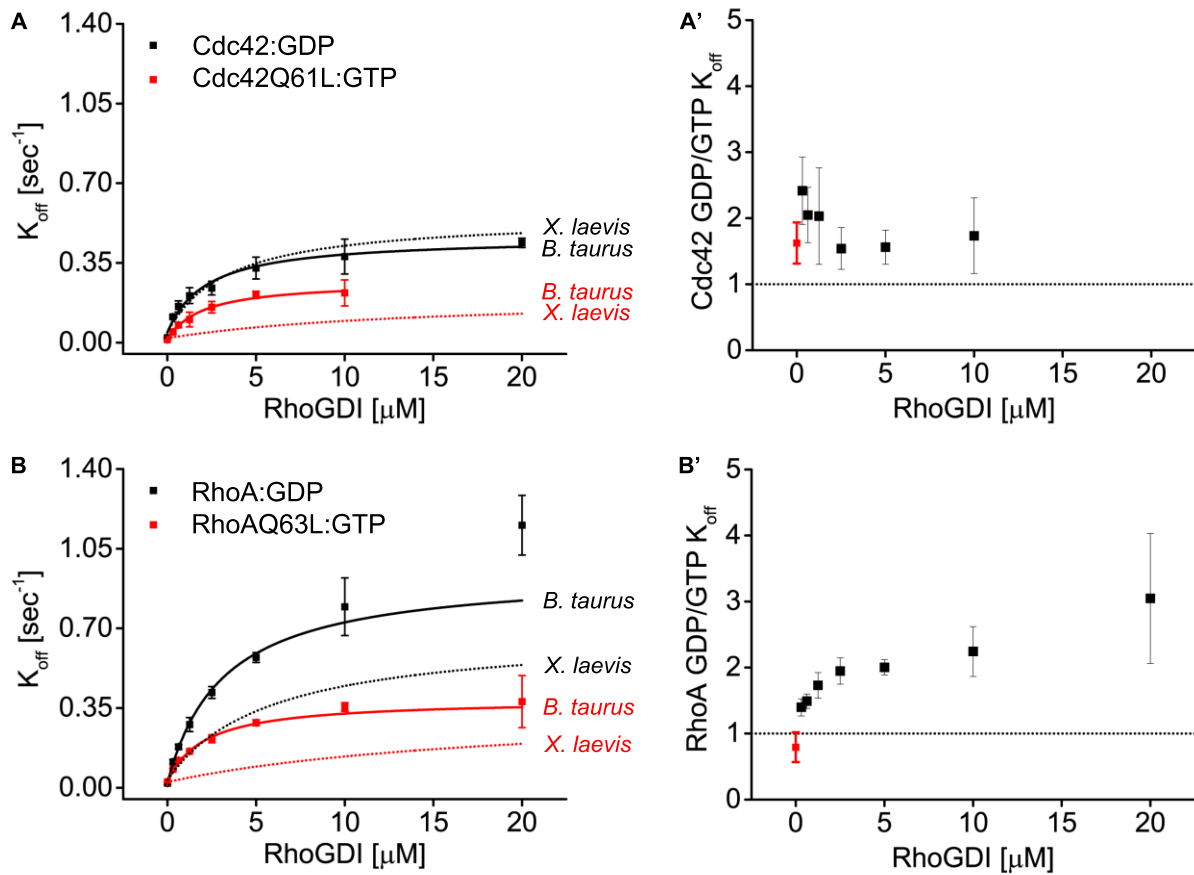 A
Cdc42:GDP
Cdc42Q61L:GTP
1.40
1.05
0.70
0.35
0.00
K_off [sec⁻¹]
X. laevis
B. taurus
B. taurus
X. laevis
0 5 10 15 20
RhoGDI [μM]
A'
5
4
3
2
1
0
Cdc42 GDP/GTP K_off
0 5 10 15 20
RhoGDI [μM]
B
RhoA:GDP
RhoAQ63L:GTP
1.40
1.05
0.70
0.35
0.00
K_off [sec⁻¹]
B. taurus
X. laevis
B. taurus
X. laevis
0 5 10 15 20
RhoGDI [μM]
B'
5
4
3
2
1
0
RhoA GDP/GTP K_off
0 5 10 15 20
RhoGDI [μM]